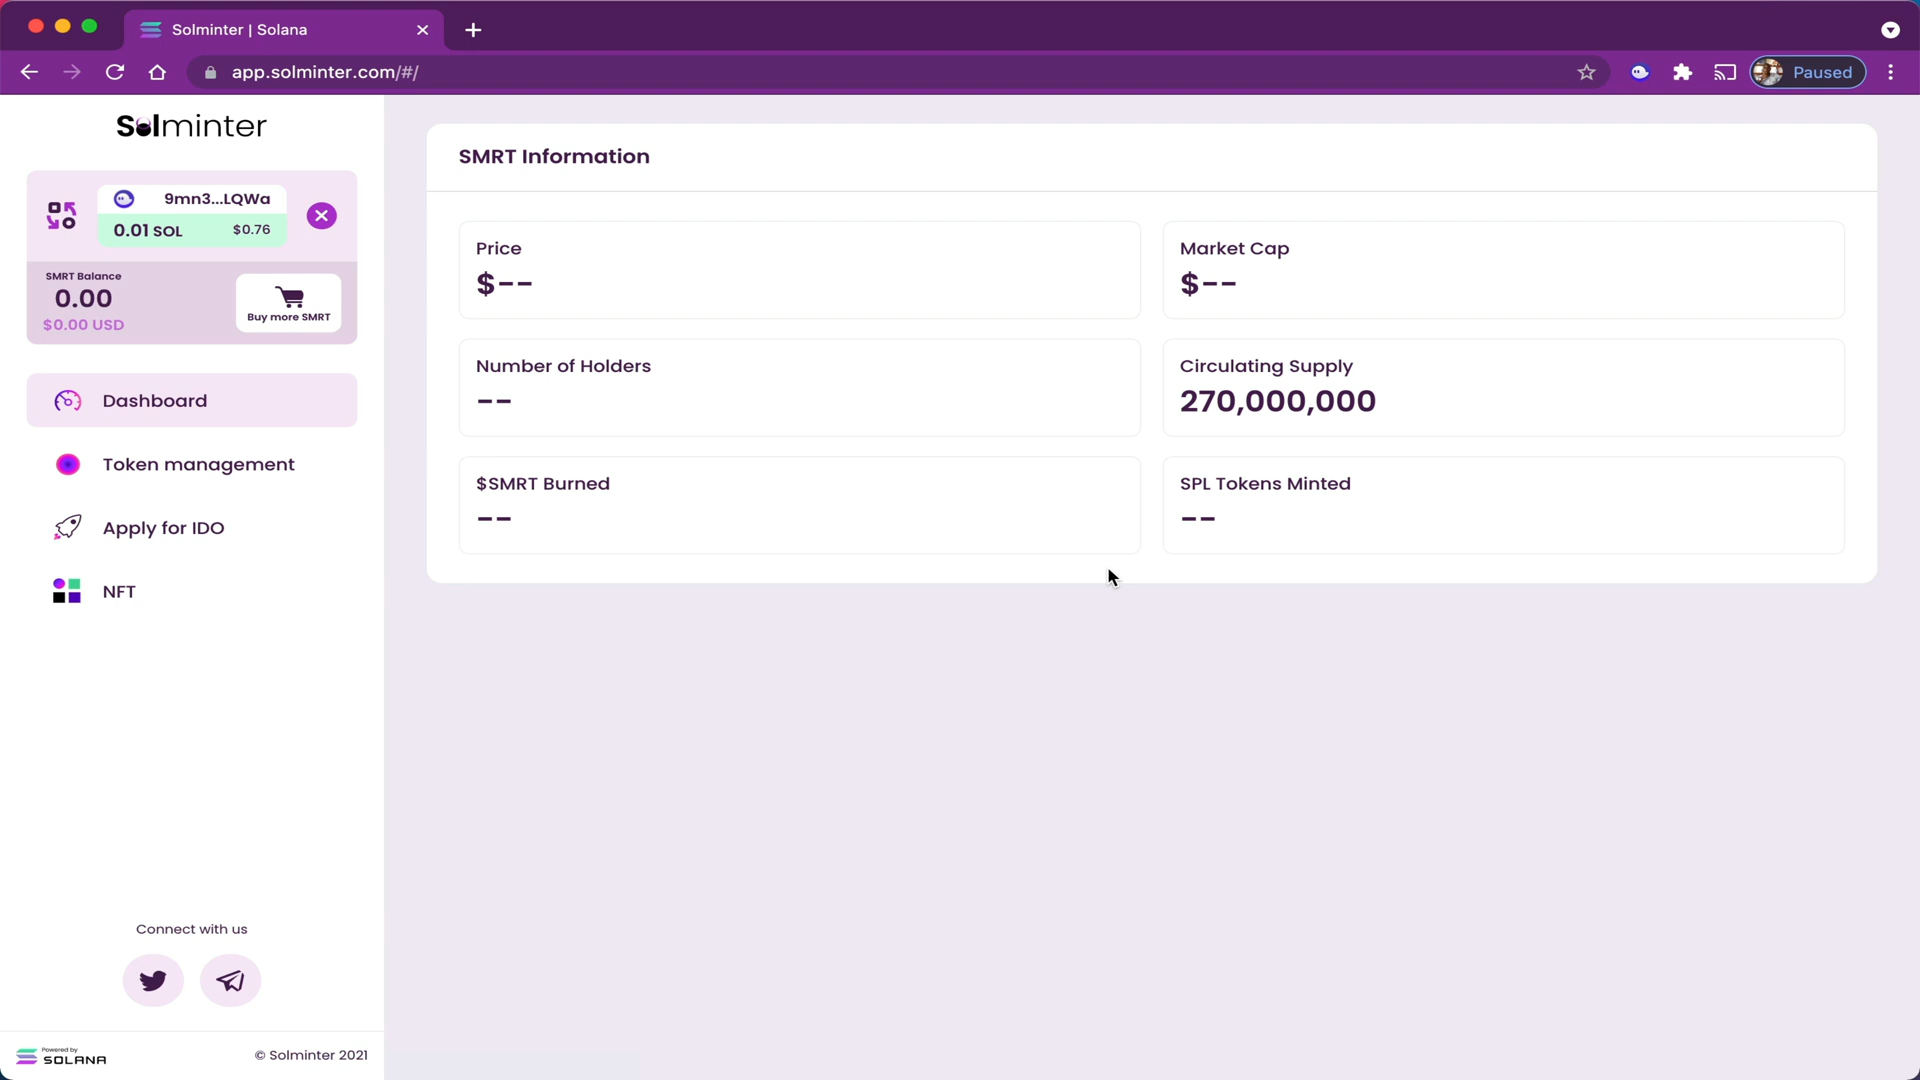 Solminter | Solana
app.solminter.com/#/
Paused
Solminter
9mn3...LQWa
0.01 SOL $0.76
SMRT Balance
0.00
$0.00 USD
Buy more SMRT
Dashboard
Token management
Apply for IDO
NFT
Connect with us
Powered by
SOLANA
© Solminter 2021
SMRT Information
Price
$--
Market Cap
$--
Number of Holders
--
Circulating Supply
270,000,000
$SMRT Burned
--
SPL Tokens Minted
--